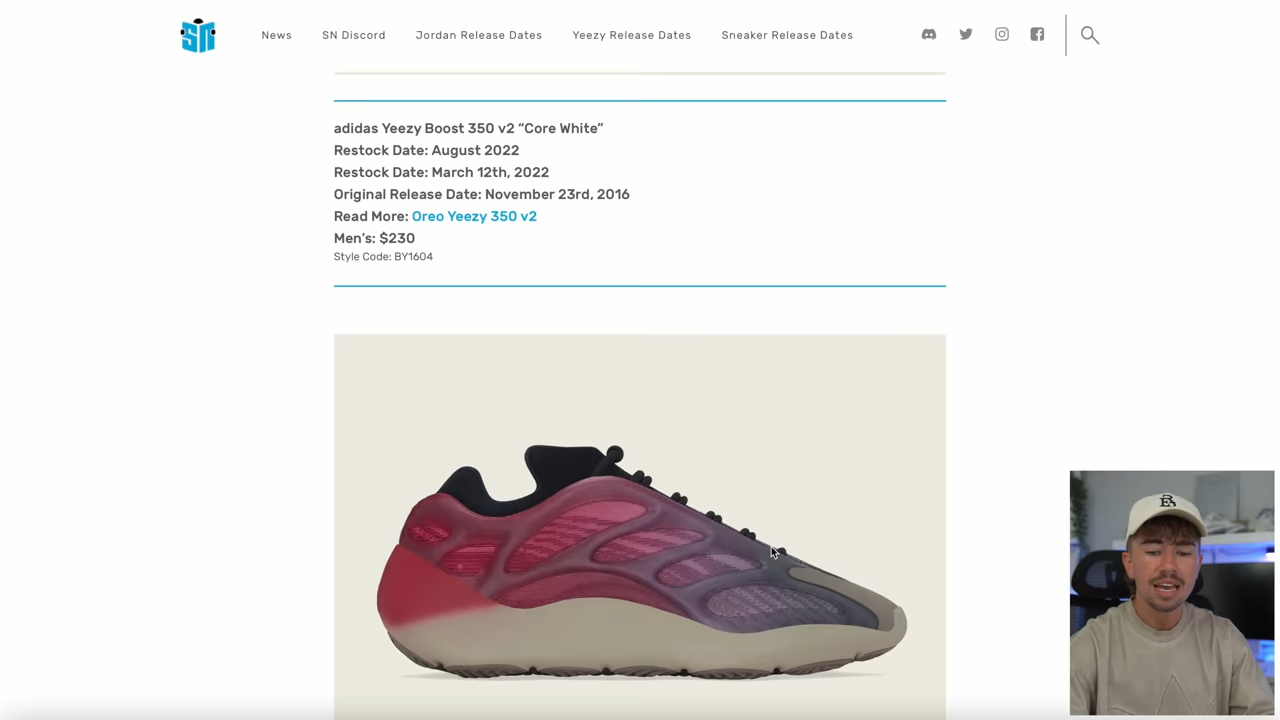 SN
News
SN Discord
Jordan Release Dates
Yeezy Release Dates
Sneaker Release Dates
adidas Yeezy Boost 350 v2 “Core White”
Restock Date: August 2022
Restock Date: March 12th, 2022
Original Release Date: November 23rd, 2016
Read More: Oreo Yeezy 350 v2
Men’s: $230
Style Code: BY1604